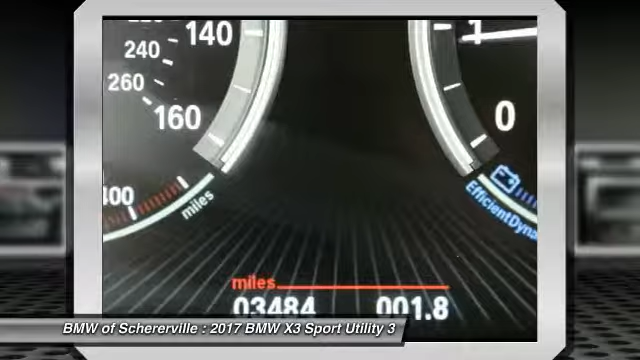 140
240
260
160
400
miles
1
0
EfficientDyna
miles
03484 001.8
BMW of Schererville : 2017 BMW X3 Sport Utility 3